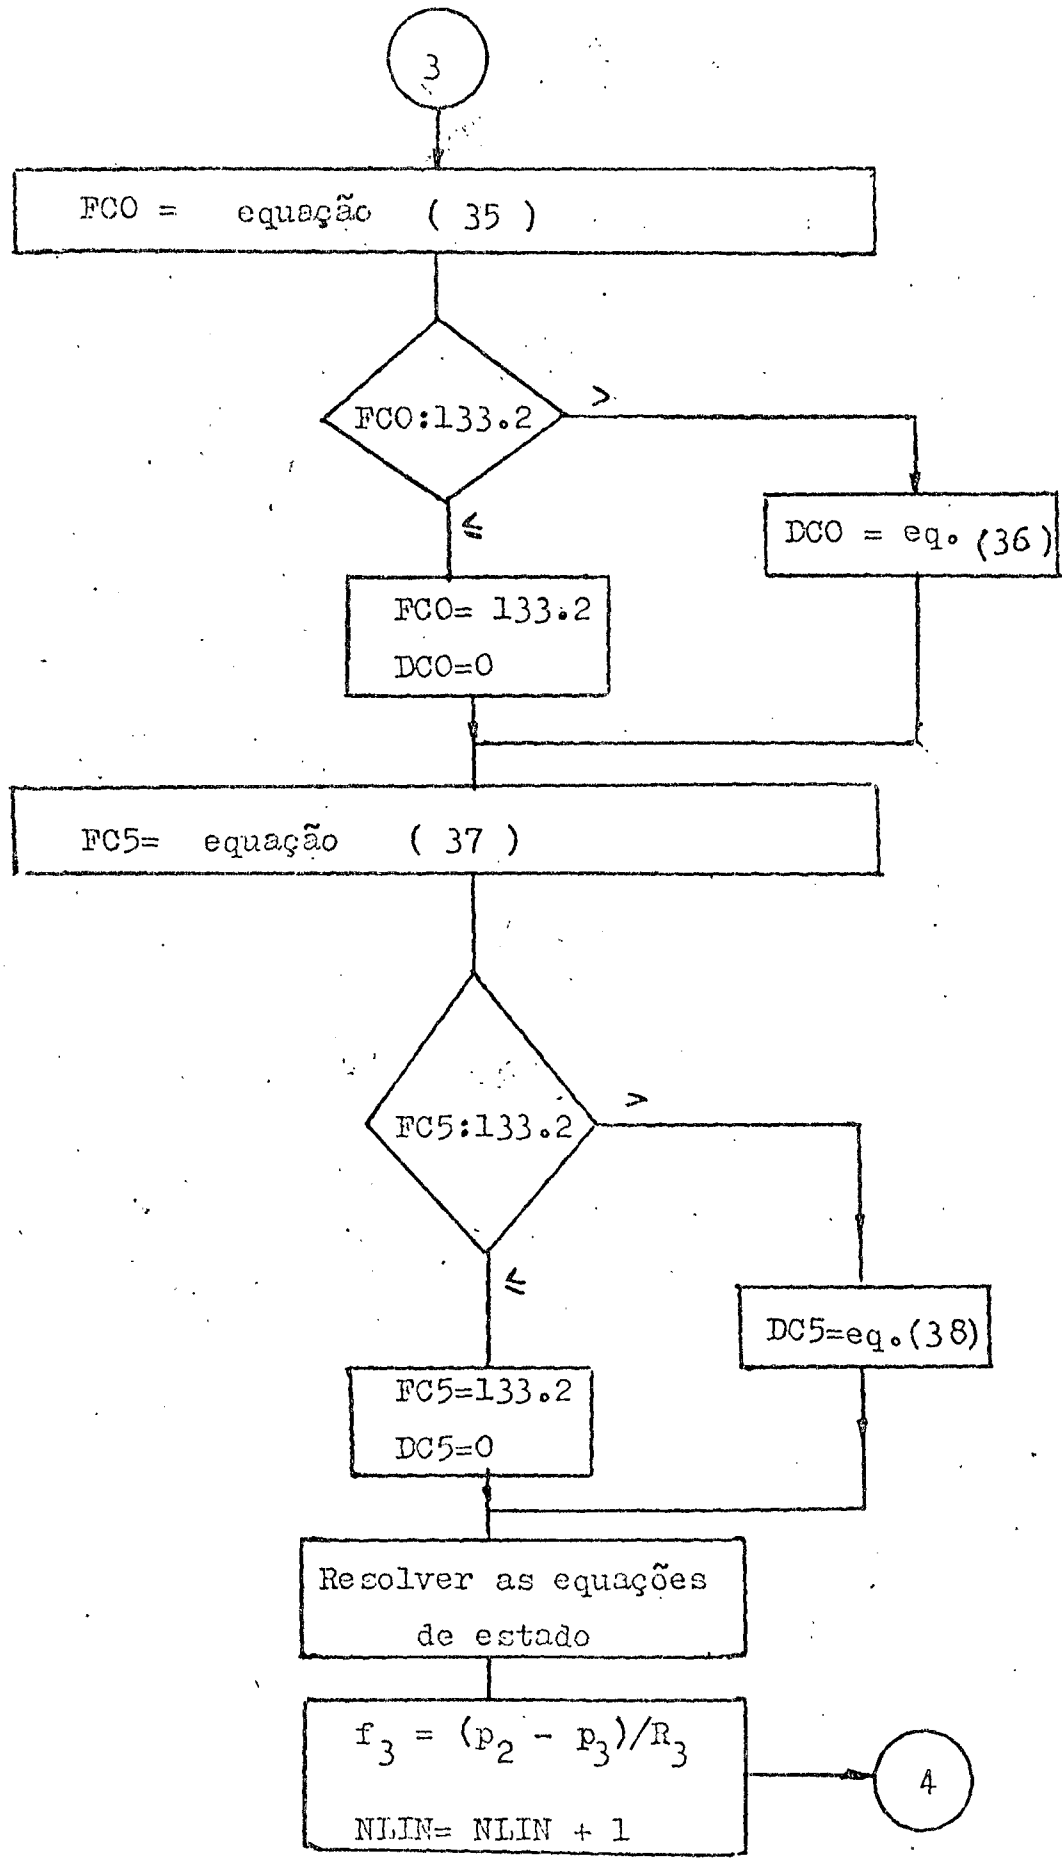 3
FCO = equação ( 35 )
FCO:133.2
>
≤
DCO = eq. (36)
FCO= 133.2
DCO=0
FC5= equação ( 37 )
FC5:133.2
>
≤
DC5=eq.(38)
FC5=133.2
DC5=0
Resolver as equações
de estado
f3 = (p2 - p3)/R3
NLIN= NLIN + 1
4